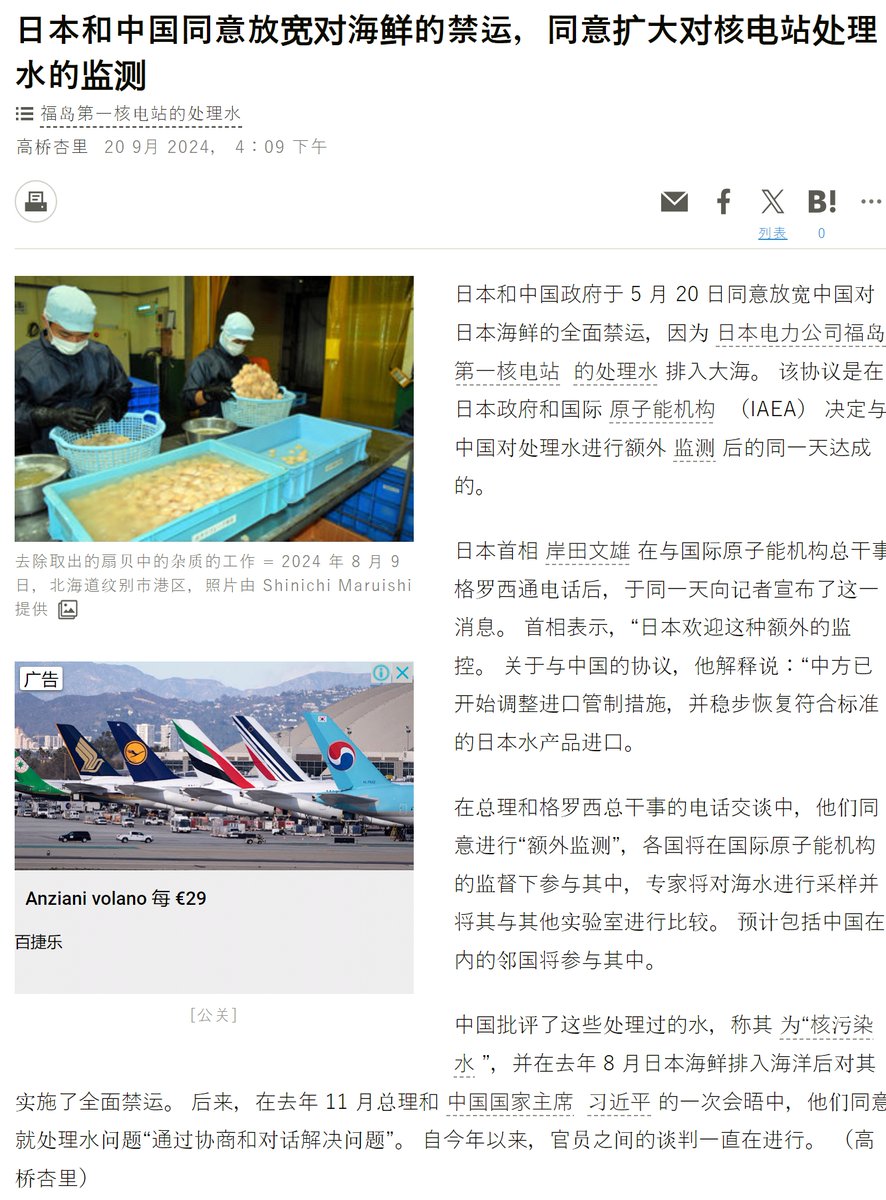 日本和中国同意放宽对海鲜的禁运，同意扩大对核电站处理
水的监测
福岛第一核电站的处理水
高桥杏里 20 9月 2024， 4：09 下午
B!
列表 0
日本和中国政府于 5 月 20 日同意放宽中国对
日本海鲜的全面禁运，因为 日本电力公司福岛
第一核电站 的处理水 排入大海。 该协议是在
日本政府和国际 原子能机构 （IAEA） 决定与
中国对处理水进行额外 监测 后的同一天达成
的。
去除取出的扇贝中的杂质的工作 = 2024 年 8 月 9
日，北海道纹别市港区，照片由 Shinichi Maruishi
提供
日本首相 岸田文雄 在与国际原子能机构总干事
格罗西通电话后，于同一天向记者宣布了这一
消息。 首相表示，“日本欢迎这种额外的监
控。 关于与中国的协议，他解释说：“中方已
开始调整进口管制措施，并稳步恢复符合标准
的日本水产品进口。
广告
Anziani volano 每 €29
百捷乐
[公关]
在总理和格罗西总干事的电话交谈中，他们同
意进行“额外监测”，各国将在国际原子能机构
的监督下参与其中，专家将对海水进行采样并
将其与其他实验室进行比较。 预计包括中国在
内的邻国将参与其中。
中国批评了这些处理过的水，称其 为“核污染
水 ”，并在去年 8 月日本海鲜排入海洋后对其
实施了全面禁运。 后来，在去年 11 月总理和 中国国家主席 习近平 的一次会晤中，他们同意
就处理水问题“通过协商和对话解决问题”。 自今年以来，官员之间的谈判一直在进行。 （高
桥杏里）